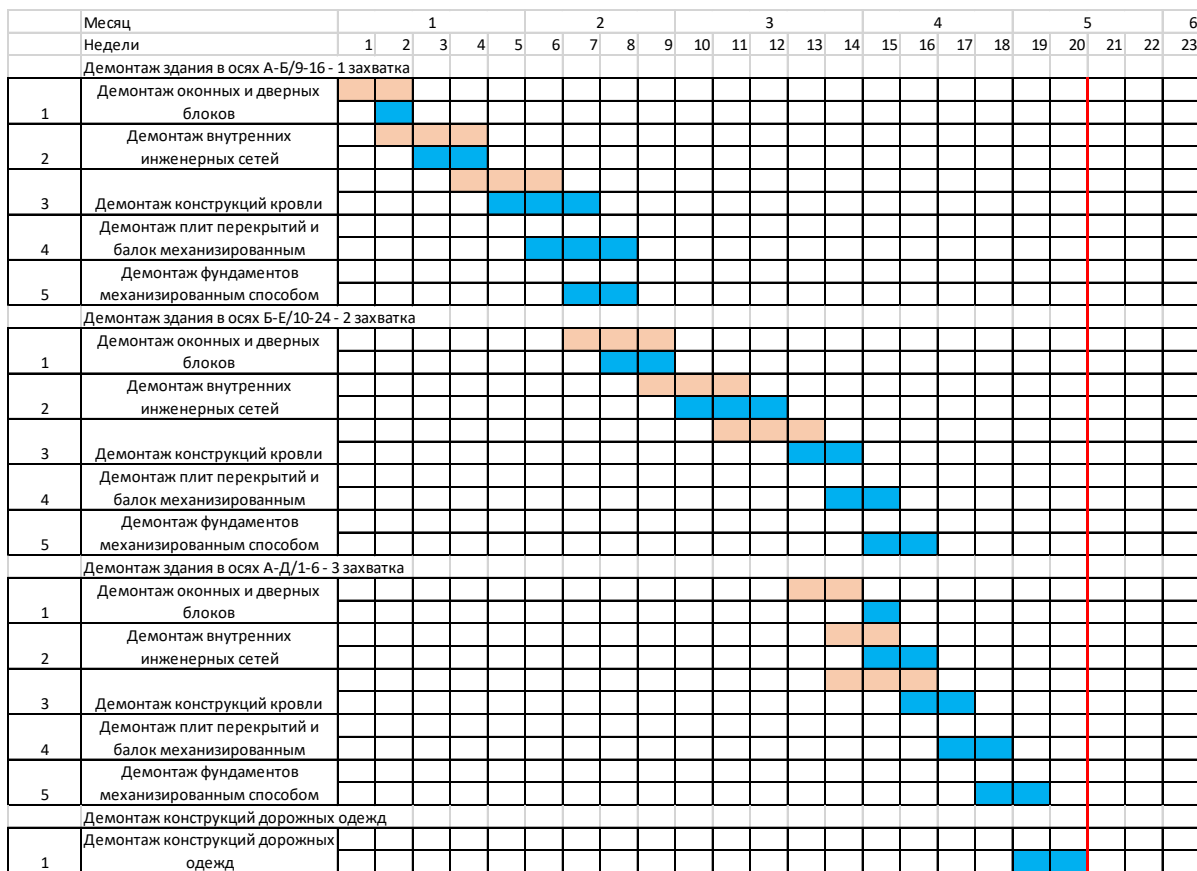 Месяц 1 2 3 4 5 6
Недели 1 2 3 4 5 6 7 8 9 10 11 12 13 14 15 16 17 18 19 20 21 22 23
Демонтаж здания в осях А-Б/9-16 - 1 захватка
Демонтаж оконных и дверных
1 блоков
Демонтаж внутренних
2 инженерных сетей
3 Демонтаж конструкций кровли
Демонтаж плит перекрытий и
4 балок механизированным
Демонтаж фундаментов
5 механизированным способом
Демонтаж здания в осях Б-Е/10-24 - 2 захватка
Демонтаж оконных и дверных
1 блоков
Демонтаж внутренних
2 инженерных сетей
3 Демонтаж конструкций кровли
Демонтаж плит перекрытий и
4 балок механизированным
Демонтаж фундаментов
5 механизированным способом
Демонтаж здания в осях А-Д/1-6 - 3 захватка
Демонтаж оконных и дверных
1 блоков
Демонтаж внутренних
2 инженерных сетей
3 Демонтаж конструкций кровли
Демонтаж плит перекрытий и
4 балок механизированным
Демонтаж фундаментов
5 механизированным способом
Демонтаж конструкций дорожных одежд
Демонтаж конструкций дорожных
1 одежд